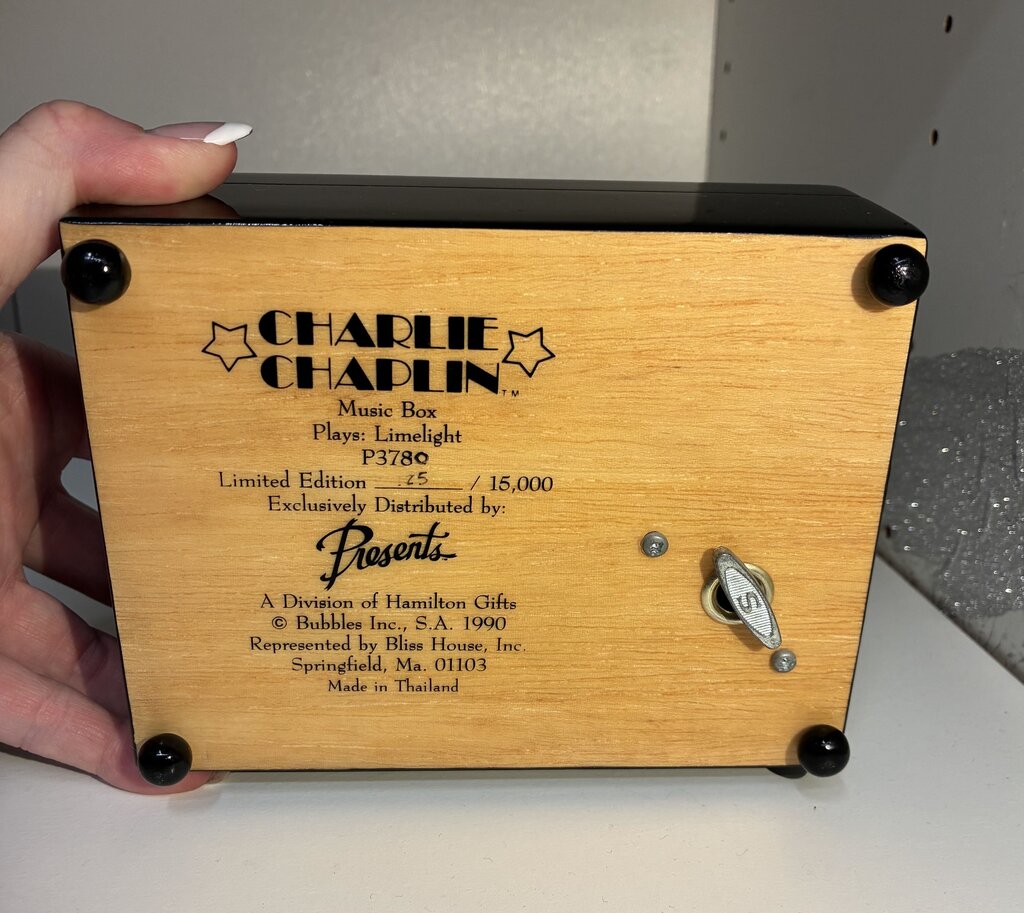 CHARLIE
CHAPLIN™
Music Box
Plays: Limelight
P3780
Limited Edition 25 / 15,000
Exclusively Distributed by:
Presents™
A Division of Hamilton Gifts
© Bubbles Inc., S.A. 1990
Represented by Bliss House, Inc.
Springfield, Ma. 01103
Made in Thailand
S